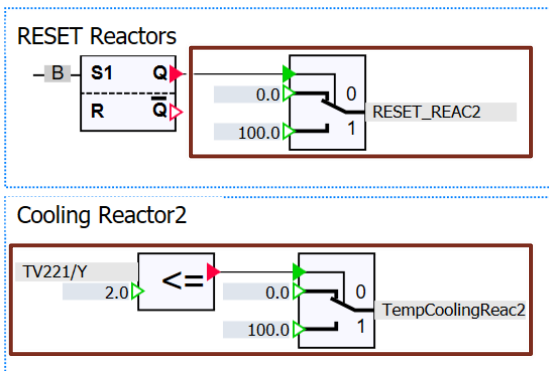 RESET Reactors
B S1 Q
0.0 0
R Q̅ RESET_REAC2
100.0 1
Cooling Reactor2
TV221/Y
2.0 <= 0.0 0
TempCoolingReac2
100.0 1